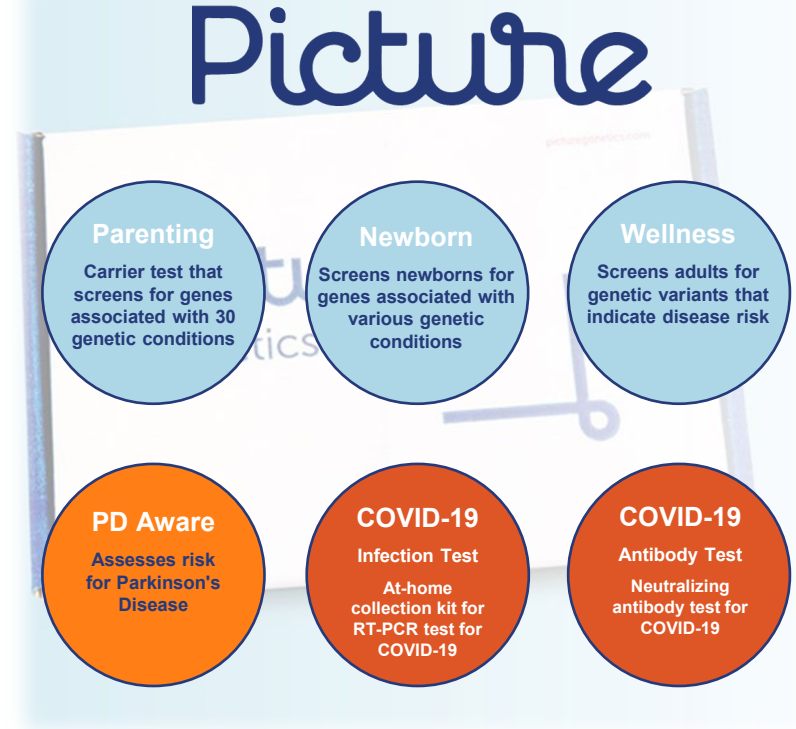 Picture
picturegenetics.com
Parenting
Carrier test that
screens for genes
associated with 30
genetic conditions
Newborn
Screens newborns for
genes associated with
various genetic
conditions
Wellness
Screens adults for
genetic variants that
indicate disease risk
tics
PD Aware
Assesses risk
for Parkinson's
Disease
COVID-19
Infection Test
At-home
collection kit for
RT-PCR test for
COVID-19
COVID-19
Antibody Test
Neutralizing
antibody test for
COVID-19